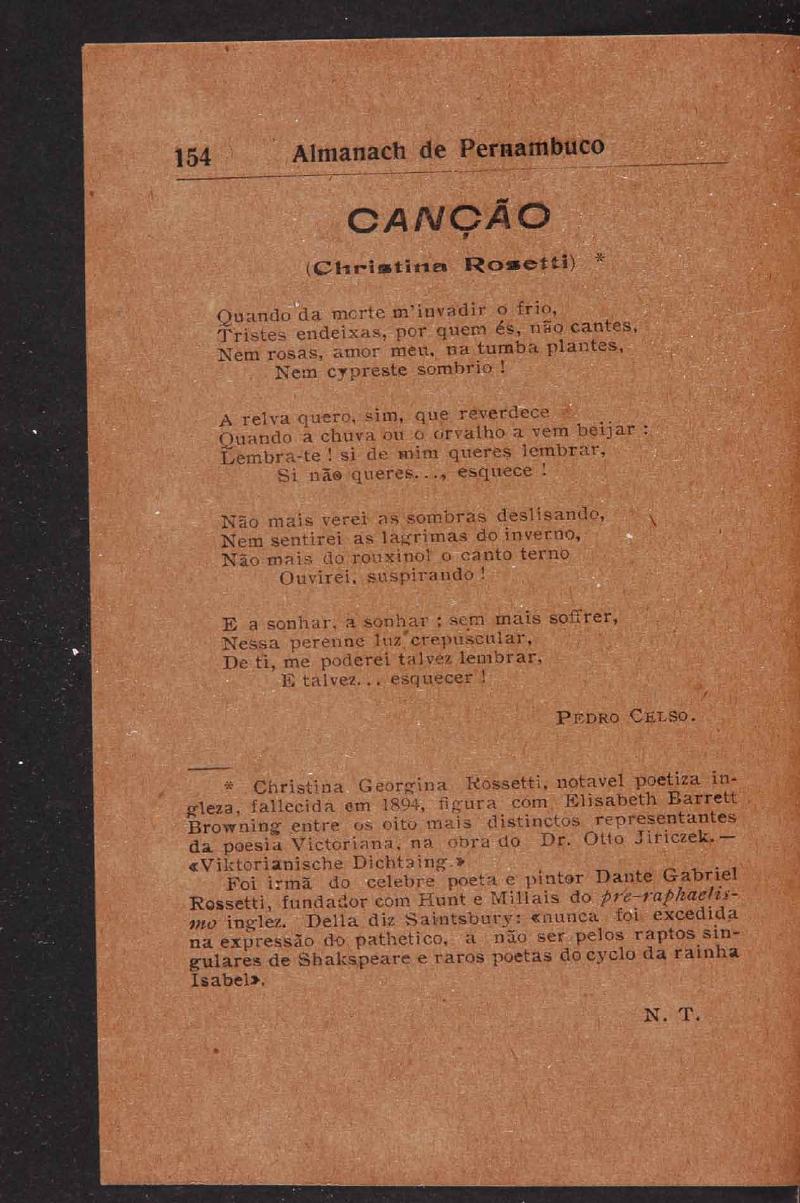 154 Almanach de Pernambuco
CANÇÃO
(Christina Rosetti) *
Quando da morte m'invadir o frio,
Tristes endeixas, por quem és, não cantes,
Nem rosas, amor meu, na tumba plantes,
Nem cypreste sombrio !
A relva quero, sim, que reverdece
Quando a chuva ou o orvalho a vem beijar :
Lembra-te ! si de mim queres lembrar,
Si não queres..., esquece !
Não mais verei as sombras deslisando,
Nem sentirei as lagrimas do inverno,
Não mais do rouxinol o canto terno
Ouvirei, suspirando !
E a sonhar, a sonhar ; sem mais soffrer,
Nessa perenne luz crepuscular,
De ti, me poderei talvez lembrar,
E talvez... esquecer !
PEDRO CELSO.
* Christina Georgina Rossetti, notavel poetiza in-
gleza, fallecida em 1894, figura com Elisabeth Barrett
Browning entre os oito mais distinctos representantes
da poesia Victoriana, na obra do Dr. Otto Jiriczek.—
«Viktorianische Dichtaing.»
Foi irmã do celebre poeta e pintor Dante Gabriel
Rossetti, fundador com Hunt e Millais do pre-raphaelis-
mo inglez. Della diz Saintsbury: «nunca foi excedida
na expressão do pathetico, a não ser pelos raptos sin-
gulares de Shakspeare e raros poetas do cyclo da rainha
Isabel».
N. T.